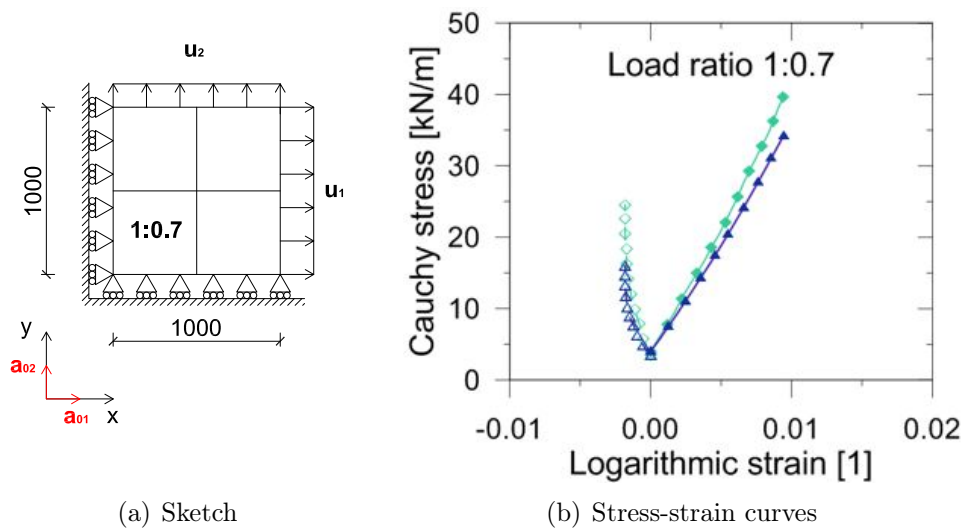 u₂
1000
u₁
1:0.7
1000
y
a₀₂
a₀₁
x
(a) Sketch
50
40
30
20
10
0
Cauchy stress [kN/m]
Load ratio 1:0.7
-0.01
0.00
0.01
0.02
Logarithmic strain [1]
(b) Stress-strain curves